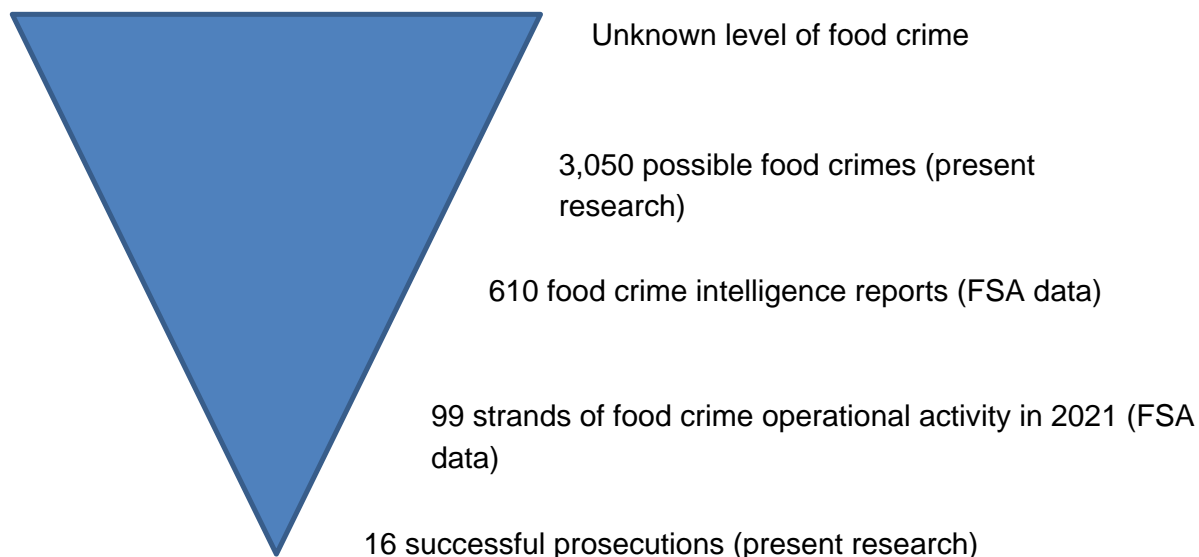 Unknown level of food crime
3,050 possible food crimes (present
research)
610 food crime intelligence reports (FSA data)
99 strands of food crime operational activity in 2021 (FSA
data)
16 successful prosecutions (present research)